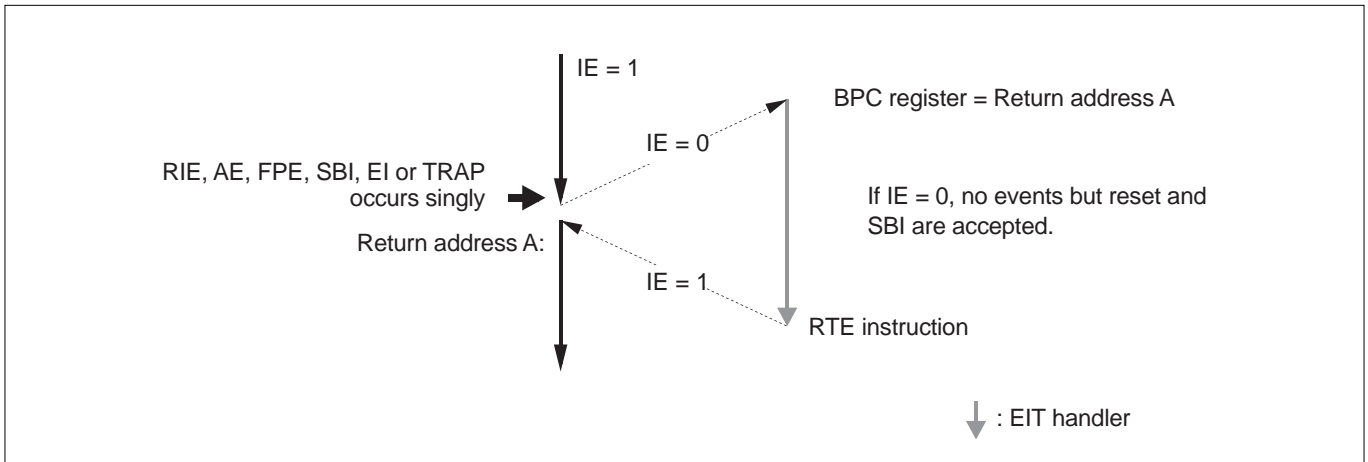 IE = 1
BPC register = Return address A
IE = 0
RIE, AE, FPE, SBI, EI or TRAP
occurs singly
If IE = 0, no events but reset and
SBI are accepted.
Return address A:
IE = 1
RTE instruction
: EIT handler